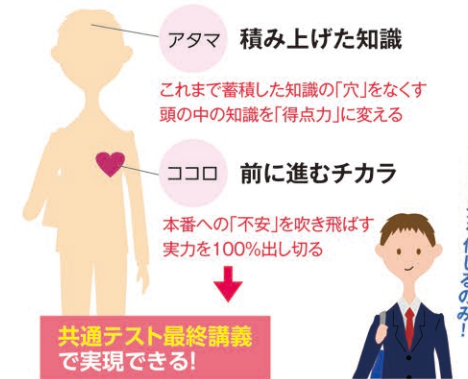 アタマ 積み上げた知識
これまで蓄積した知識の「穴」をなくす
頭の中の知識を「得点力」に変える
ココロ 前に進むチカラ
本番への「不安」を吹き飛ばす
実力を100%出し切る
共通テスト最終講義
で実現できる!
じるのみ!